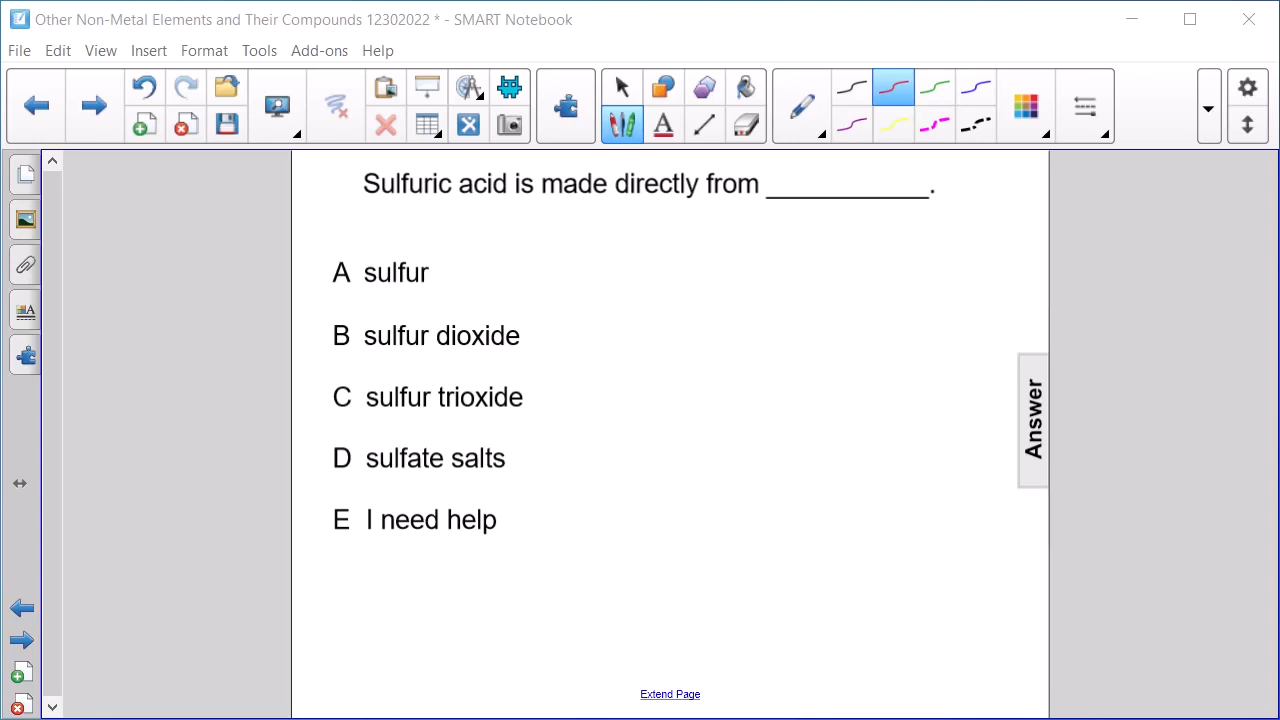 Other Non-Metal Elements and Their Compounds 12302022 * - SMART Notebook
File Edit View Insert Format Tools Add-ons Help
Sulfuric acid is made directly from ____________.
A sulfur
B sulfur dioxide
C sulfur trioxide
D sulfate salts
E I need help
Answer
Extend Page